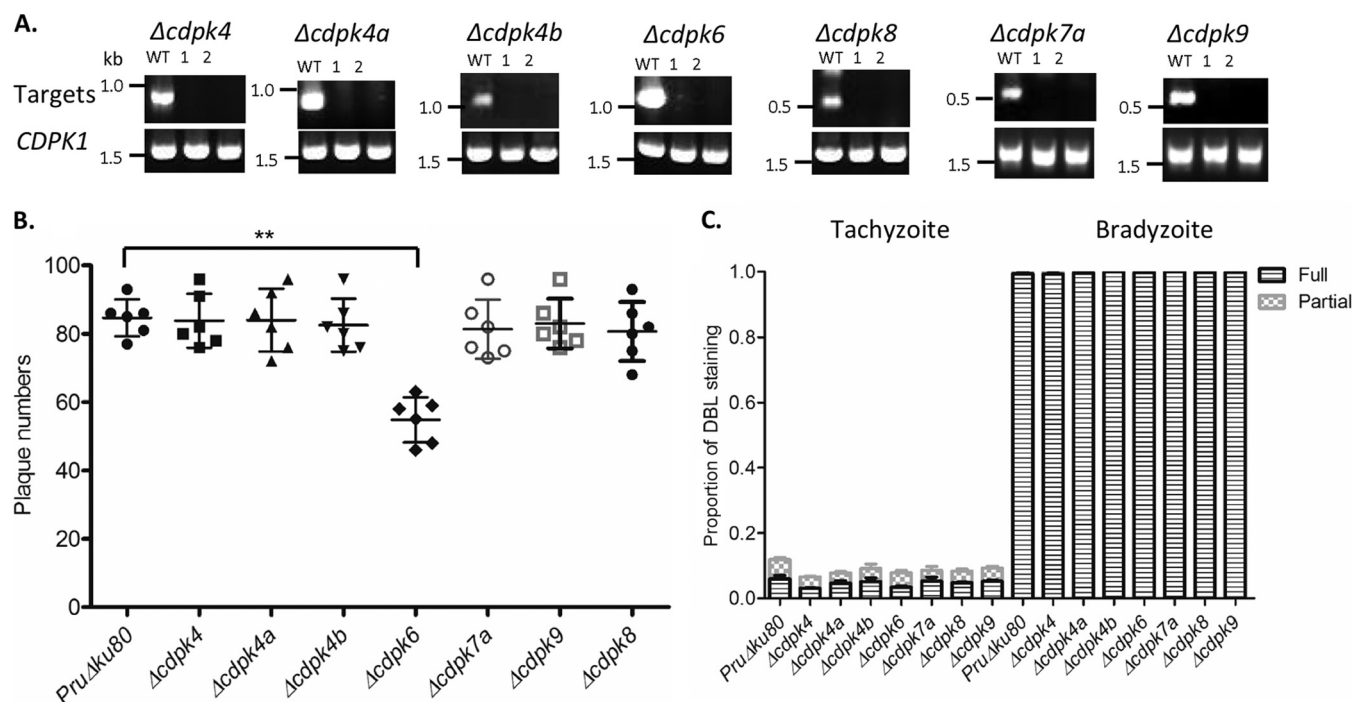 A.
Δcdpk4 Δcdpk4a Δcdpk4b Δcdpk6 Δcdpk8 Δcdpk7a Δcdpk9
kb WT 1 2 WT 1 2 WT 1 2 WT 1 2 WT 1 2 WT 1 2 WT 1 2
Targets 1.0 1.0 1.0 1.0 0.5 0.5 0.5
CDPK1 1.5 1.5 1.5 1.5 1.5 1.5 1.5
B.
**
Plaque numbers
100
80
60
40
20
0
PruΔku80 Δcdpk4 Δcdpk4a Δcdpk4b Δcdpk6 Δcdpk7a Δcdpk9 Δcdpk8
C.
Tachyzoite Bradyzoite
Proportion of DBL staining
1.0
0.8
0.6
0.4
0.2
0.0
Full
Partial
PruΔku80 Δcdpk4 Δcdpk4a Δcdpk4b Δcdpk6 Δcdpk7a Δcdpk8 Δcdpk9 PruΔku80 Δcdpk4 Δcdpk4a Δcdpk4b Δcdpk6 Δcdpk7a Δcdpk8 Δcdpk9